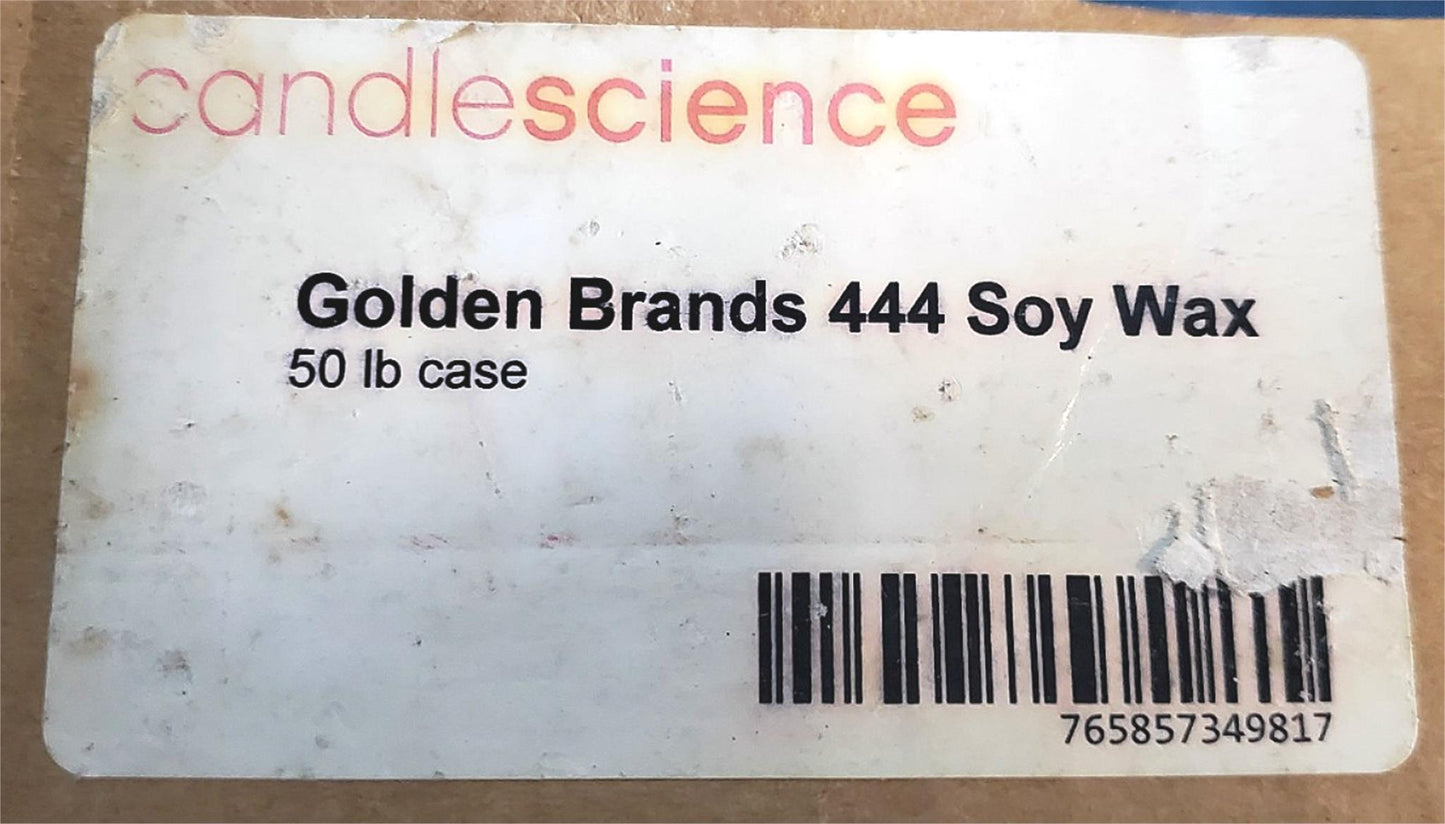 candlescience
Golden Brands 444 Soy Wax
50 lb case
765857349817